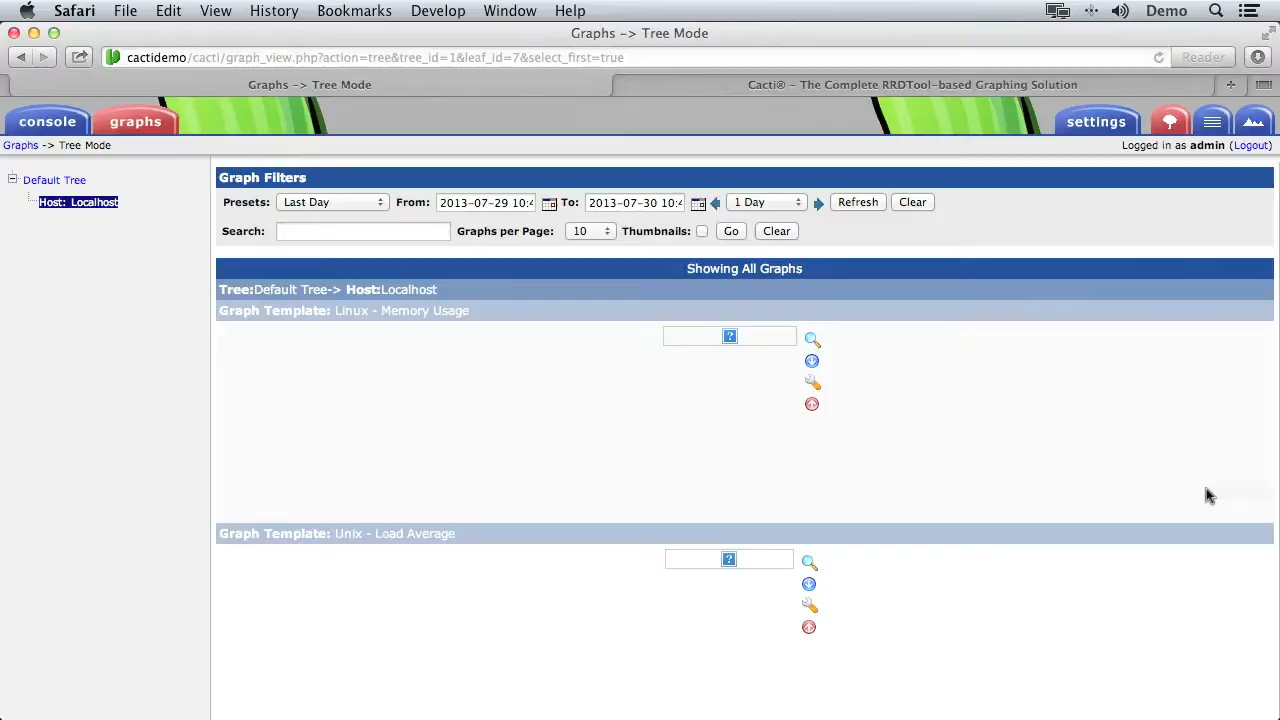 Safari File Edit View History Bookmarks Develop Window Help Demo
Graphs -> Tree Mode
cactidemo/cacti/graph_view.php?action=tree&tree_id=1&leaf_id=7&select_first=true Reader
Graphs -> Tree Mode Cacti® - The Complete RRDTool-based Graphing Solution +
console graphs settings
Graphs -> Tree Mode Logged in as admin (Logout)
Default Tree
Host: Localhost
Graph Filters
Presets: Last Day From: 2013-07-29 10:4 To: 2013-07-30 10:4 1 Day Refresh Clear
Search: Graphs per Page: 10 Thumbnails: Go Clear
Showing All Graphs
Tree:Default Tree-> Host:Localhost
Graph Template: Linux - Memory Usage
?
Graph Template: Unix - Load Average
?